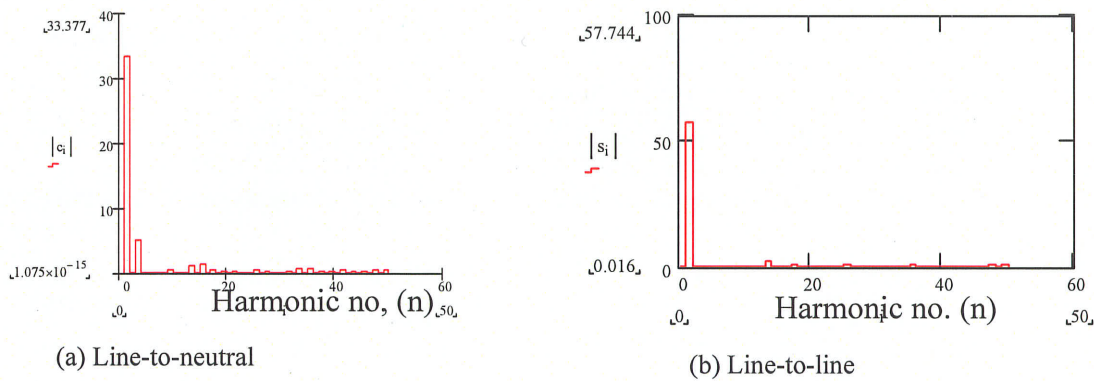 40
⌞33.377⌟
30
|cᵢ|
20
10
⌞1.075×10⁻¹⁵⌟
0 20 40 60
Harmonic no, (n)
⌞0⌟ i ⌞50⌟
(a) Line-to-neutral
100
⌞57.744⌟
|sᵢ|
50
⌞0.016⌟
0
0 20 40 60
Harmonic no. (n)
⌞0⌟ i ⌞50⌟
(b) Line-to-line